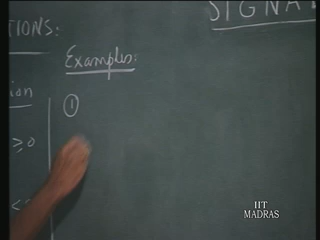 SIGNA
TIONS:
Examples:
ion
①
≥0
<
IIT
MADRAS